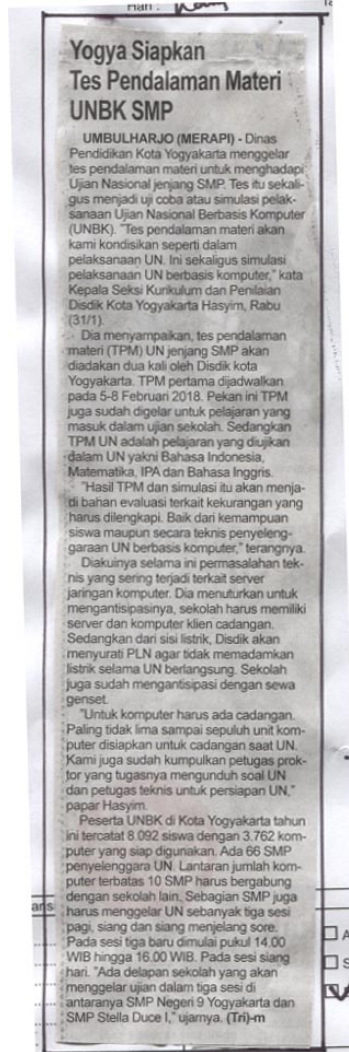 Hari :
Yogya Siapkan
Tes Pendalaman Materi
UNBK SMP
UMBULHARJO (MERAPI) - Dinas
Pendidikan Kota Yogyakarta menggelar
tes pendalaman materi untuk menghadapi
Ujian Nasional jenjang SMP. Tes itu sekali-
gus menjadi uji coba atau simulasi pelak-
sanaan Ujian Nasional Berbasis Komputer
(UNBK). "Tes pendalaman materi akan
kami kondisikan seperti dalam
pelaksanaan UN. Ini sekaligus simulasi
pelaksanaan UN berbasis komputer," kata
Kepala Seksi Kurikulum dan Penilaian
Disdik Kota Yogyakarta Hasyim, Rabu
(31/1).
Dia menyampaikan, tes pendalaman
materi (TPM) UN jenjang SMP akan
diadakan dua kali oleh Disdik kota
Yogyakarta. TPM pertama dijadwalkan
pada 5-8 Februari 2018. Pekan ini TPM
juga sudah digelar untuk pelajaran yang
masuk dalam ujian sekolah. Sedangkan
TPM UN adalah pelajaran yang diujikan
dalam UN yakni Bahasa Indonesia,
Matematika, IPA dan Bahasa Inggris.
"Hasil TPM dan simulasi itu akan menja-
di bahan evaluasi terkait kekurangan yang
harus dilengkapi. Baik dari kemampuan
siswa maupun secara teknis penyeleng-
garaan UN berbasis komputer," terangnya.
Diakuinya selama ini permasalahan tek-
nis yang sering terjadi terkait server
jaringan komputer. Dia menuturkan untuk
mengantisipasinya, sekolah harus memiliki
server dan komputer klien cadangan.
Sedangkan dari sisi listrik, Disdik akan
menyurati PLN agar tidak memadamkan
listrik selama UN berlangsung. Sekolah
juga sudah mengantisipasi dengan sewa
genset.
"Untuk komputer harus ada cadangan.
Paling tidak lima sampai sepuluh unit kom-
puter disiapkan untuk cadangan saat UN.
Kami juga sudah kumpulkan petugas prok-
tor yang tugasnya mengunduh soal UN
dan petugas teknis untuk persiapan UN,"
papar Hasyim.
Peserta UNBK di Kota Yogyakarta tahun
ini tercatat 8.092 siswa dengan 3.762 kom-
puter yang siap digunakan. Ada 66 SMP
penyelenggara UN. Lantaran jumlah kom-
puter terbatas 10 SMP harus bergabung
dengan sekolah lain. Sebagian SMP juga
harus menggelar UN sebanyak tiga sesi
pagi, siang dan siang menjelang sore.
Pada sesi tiga baru dimulai pukul 14.00
WIB hingga 16.00 WIB. Pada sesi siang
hari. "Ada delapan sekolah yang akan
menggelar ujian dalam tiga sesi di
antaranya SMP Negeri 9 Yogyakarta dan
SMP Stella Duce I," ujarnya. (Tri)-m